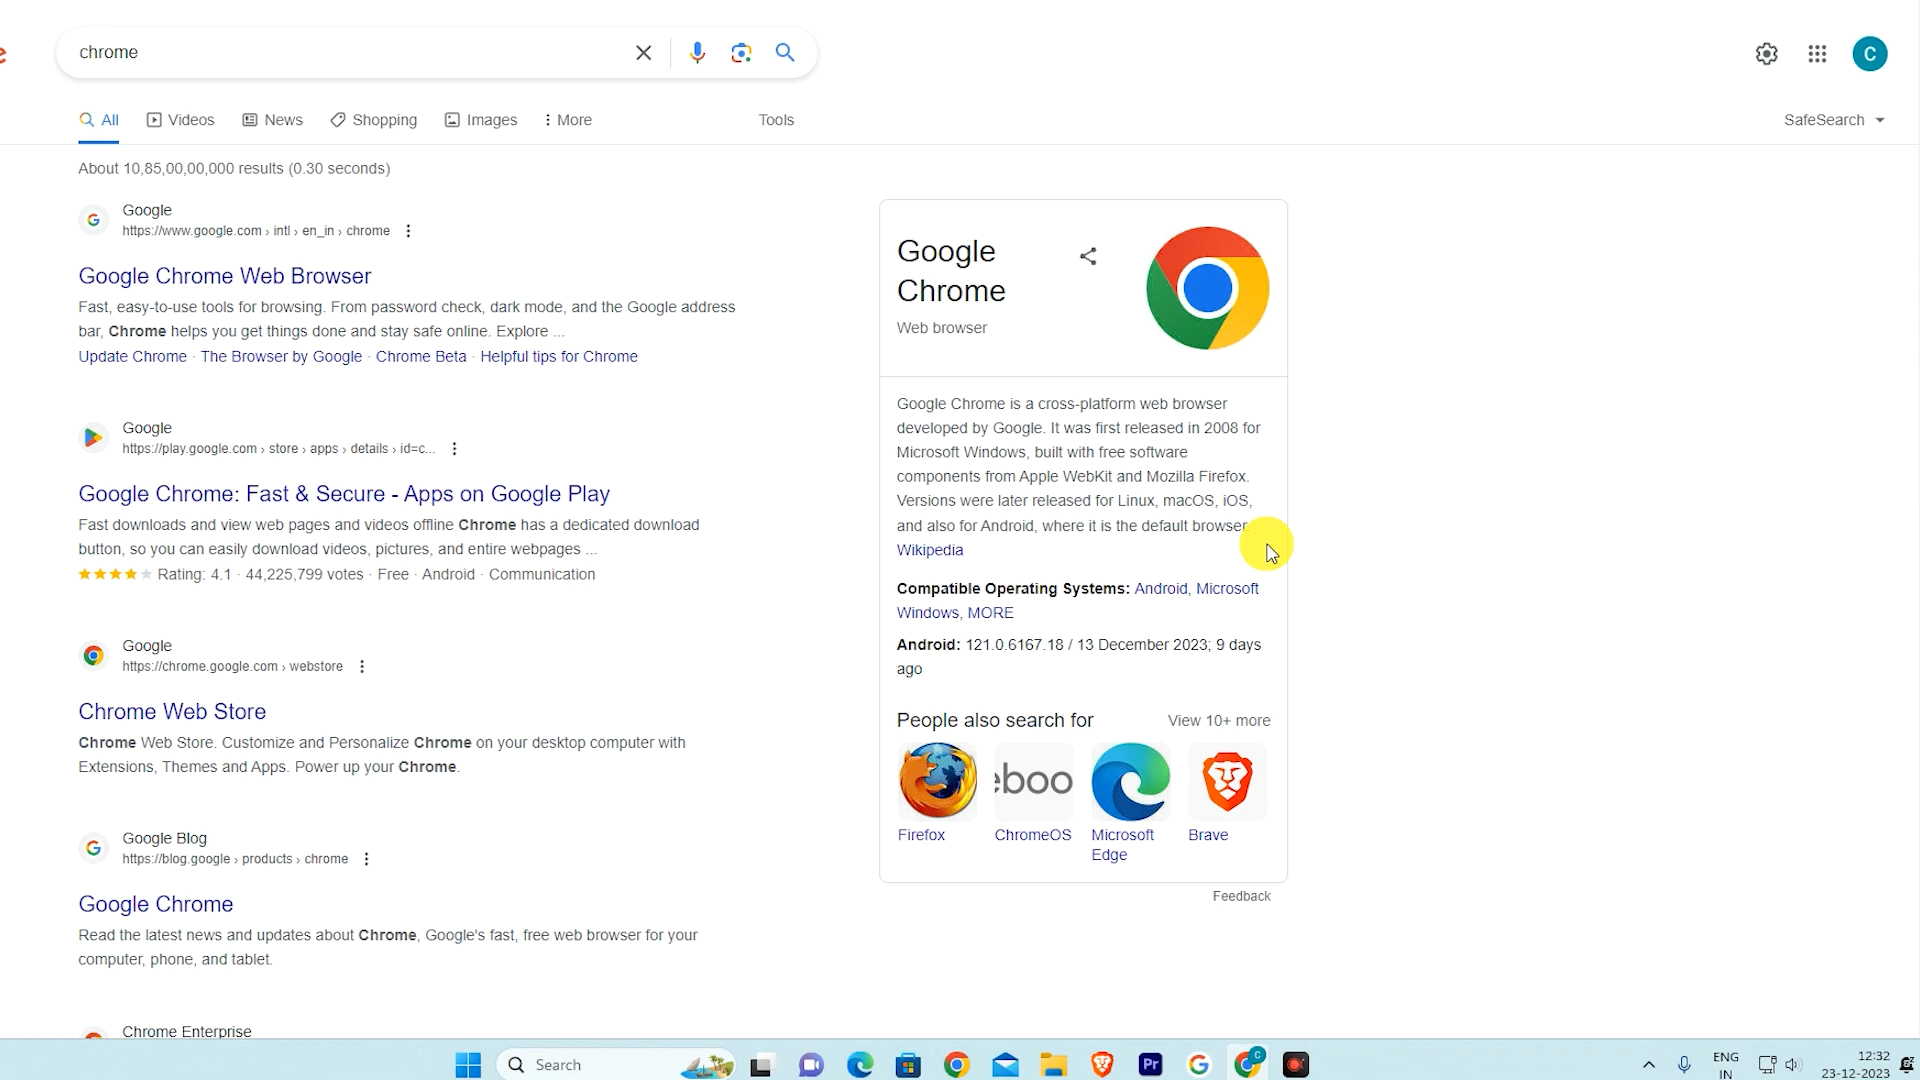 chrome
All
Videos
News
Shopping
Images
More
Tools
SafeSearch
About 10,85,00,00,000 results (0.30 seconds)
Google
https://www.google.com › intl › en_in › chrome
Google Chrome Web Browser
Fast, easy-to-use tools for browsing. From password check, dark mode, and the Google address
bar, Chrome helps you get things done and stay safe online. Explore ...
Update Chrome · The Browser by Google · Chrome Beta · Helpful tips for Chrome
Google
https://play.google.com › store › apps › details › id=c...
Google Chrome: Fast & Secure - Apps on Google Play
Fast downloads and view web pages and videos offline Chrome has a dedicated download
button, so you can easily download videos, pictures, and entire webpages ...
Rating: 4.1 · 44,225,799 votes · Free · Android · Communication
Google
https://chrome.google.com › webstore
Chrome Web Store
Chrome Web Store. Customize and Personalize Chrome on your desktop computer with
Extensions, Themes and Apps. Power up your Chrome.
Google Blog
https://blog.google › products › chrome
Google Chrome
Read the latest news and updates about Chrome, Google's fast, free web browser for your
computer, phone, and tablet.
Chrome Enterprise
C
Google
Chrome
Web browser
Google Chrome is a cross-platform web browser
developed by Google. It was first released in 2008 for
Microsoft Windows, built with free software
components from Apple WebKit and Mozilla Firefox.
Versions were later released for Linux, macOS, iOS,
and also for Android, where it is the default browser.
Wikipedia
Compatible Operating Systems: Android, Microsoft
Windows, MORE
Android: 121.0.6167.18 / 13 December 2023; 9 days
ago
People also search for
View 10+ more
eboo
Firefox
ChromeOS
Microsoft
Edge
Brave
Feedback
Search
Pr
C
ENG
IN
12:32
23-12-2023